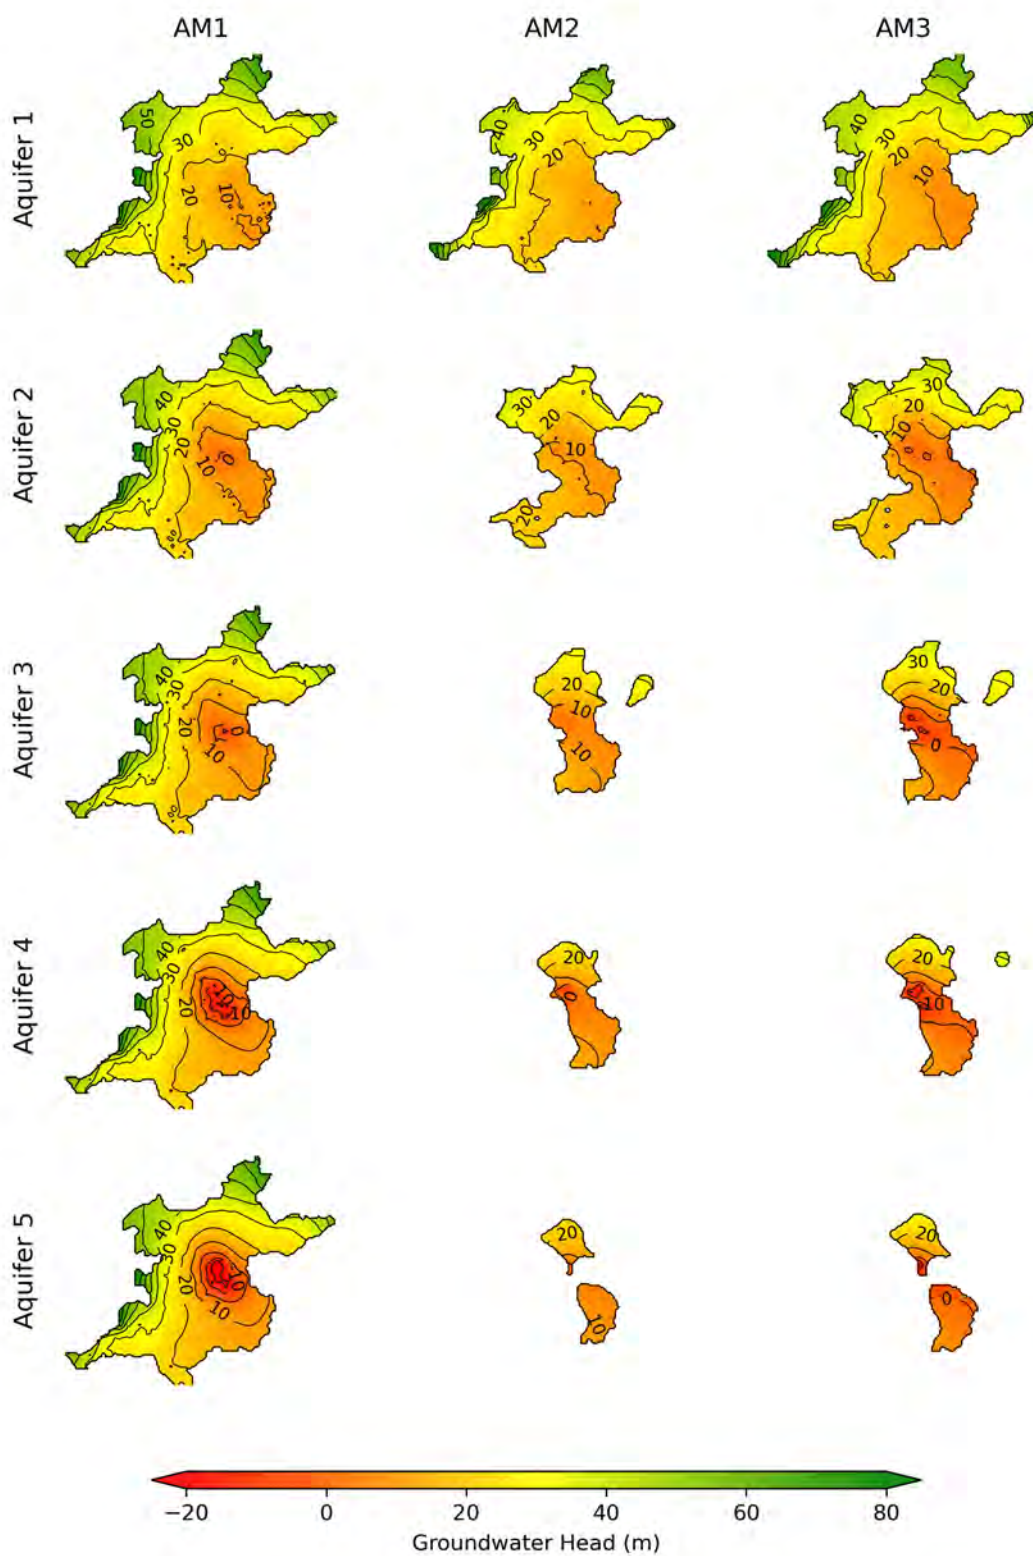 AM1 AM2 AM3
Aquifer 1
50 30 20 10
40 30 20
40 30 20 10
Aquifer 2
40 30 20 10 0
30 20 10 20
30 20 10 0 0
Aquifer 3
40 30 20 10 0
20 10 10
30 20 0
Aquifer 4
40 30 20 -10 -10
20 0
20 -10
Aquifer 5
40 30 20 10 -10
20 10
20 0
−20 0 20 40 60 80
Groundwater Head (m)